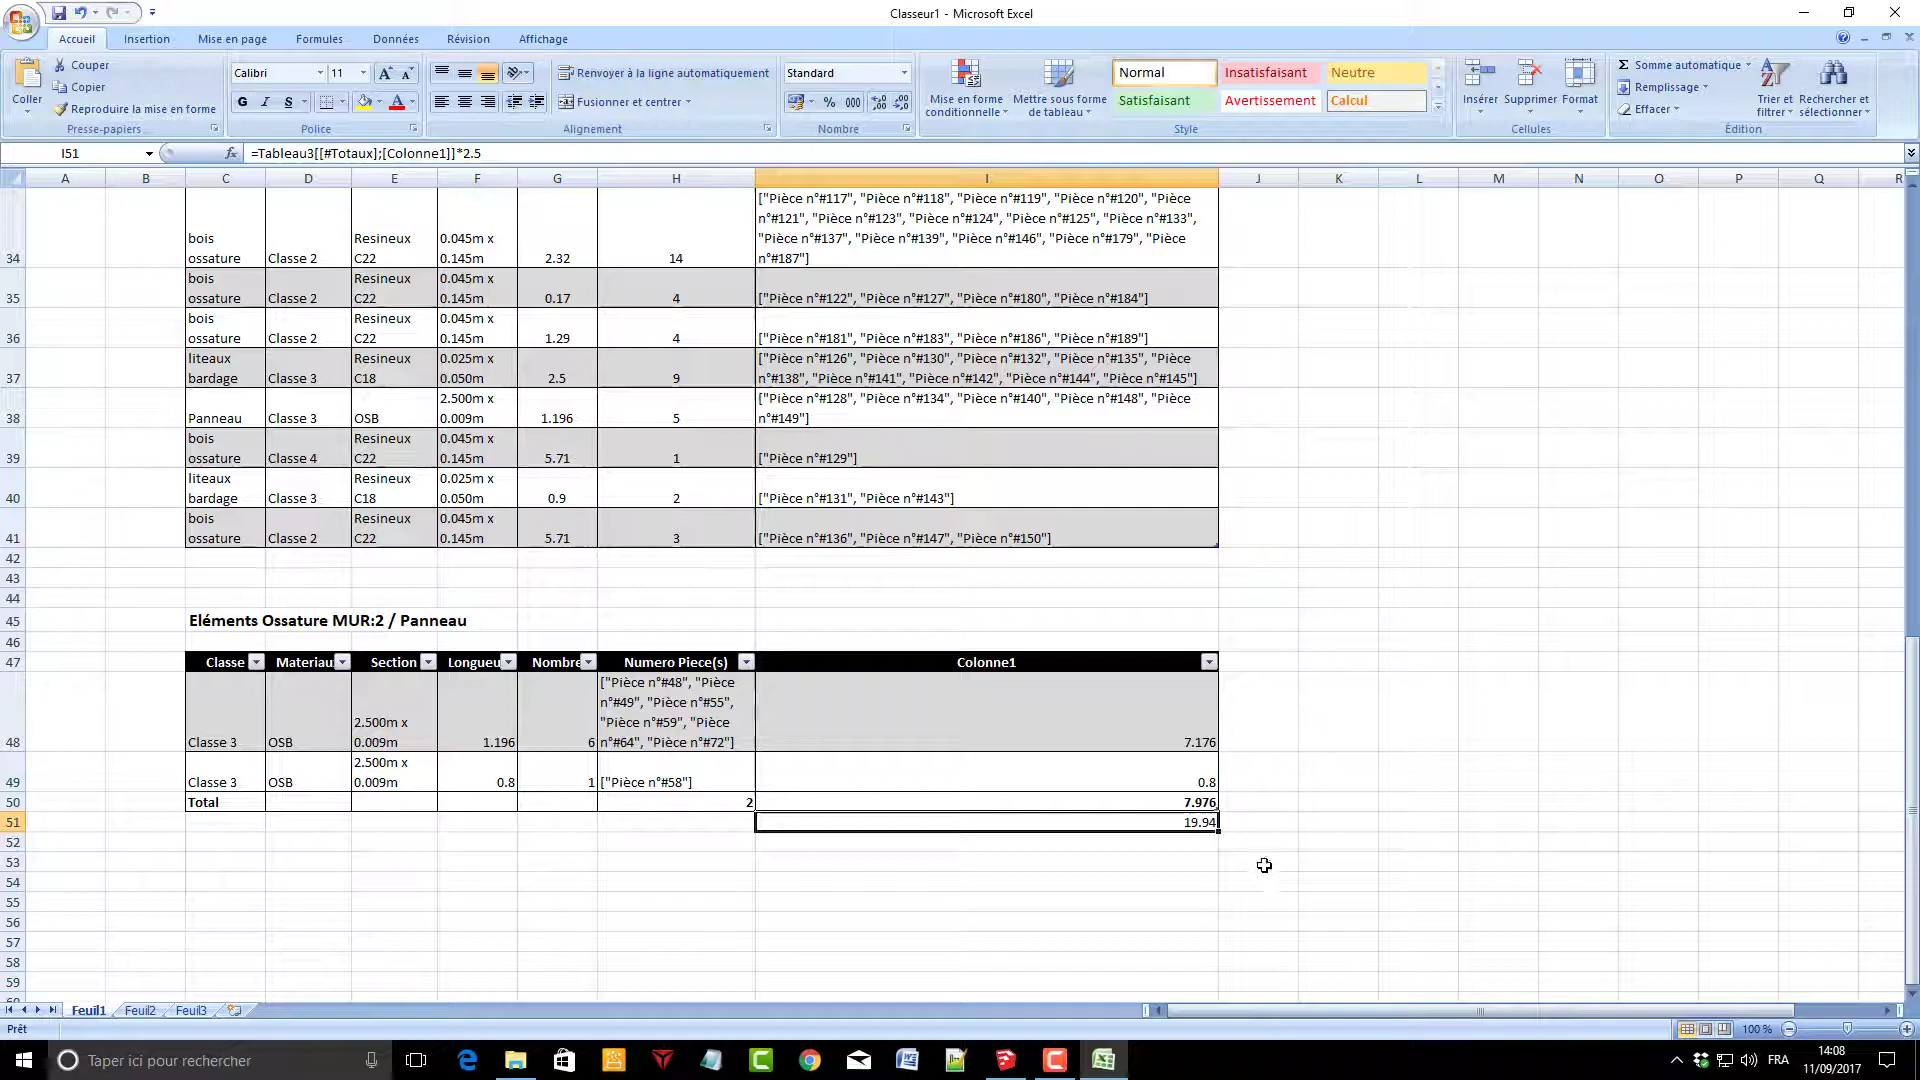 Classeur1 - Microsoft Excel
Accueil Insertion Mise en page Formules Données Révision Affichage
Coller
Couper
Copier
Reproduire la mise en forme
Presse-papiers
Calibri 11
G I S
Police
Renvoyer à la ligne automatiquement
Fusionner et centrer
Alignement
Standard
% 000
Nombre
Mise en forme conditionnelle
Mettre sous forme de tableau
Normal Insatisfaisant Neutre
Satisfaisant Avertissement Calcul
Style
Insérer Supprimer Format
Cellules
Somme automatique
Remplissage
Effacer
Trier et filtrer
Rechercher et sélectionner
Édition
I51 fx =Tableau3[[#Totaux];[Colonne1]]*2.5
A B C D E F G H I J K L M N O P Q R
34 bois ossature Classe 2 Resineux C22 0.045m x 0.145m 2.32 14 ["Pièce n°#117", "Pièce n°#118", "Pièce n°#119", "Pièce n°#120", "Pièce n°#121", "Pièce n°#123", "Pièce n°#124", "Pièce n°#125", "Pièce n°#133", "Pièce n°#137", "Pièce n°#139", "Pièce n°#146", "Pièce n°#179", "Pièce n°#187"]
35 bois ossature Classe 2 Resineux C22 0.045m x 0.145m 0.17 4 ["Pièce n°#122", "Pièce n°#127", "Pièce n°#180", "Pièce n°#184"]
36 bois ossature Classe 2 Resineux C22 0.045m x 0.145m 1.29 4 ["Pièce n°#181", "Pièce n°#183", "Pièce n°#186", "Pièce n°#189"]
37 liteaux bardage Classe 3 Resineux C18 0.025m x 0.050m 2.5 9 ["Pièce n°#126", "Pièce n°#130", "Pièce n°#132", "Pièce n°#135", "Pièce n°#138", "Pièce n°#141", "Pièce n°#142", "Pièce n°#144", "Pièce n°#145"]
38 Panneau Classe 3 OSB 2.500m x 0.009m 1.196 5 ["Pièce n°#128", "Pièce n°#134", "Pièce n°#140", "Pièce n°#148", "Pièce n°#149"]
39 bois ossature Classe 4 Resineux C22 0.045m x 0.145m 5.71 1 ["Pièce n°#129"]
40 liteaux bardage Classe 3 Resineux C18 0.025m x 0.050m 0.9 2 ["Pièce n°#131", "Pièce n°#143"]
41 bois ossature Classe 2 Resineux C22 0.045m x 0.145m 5.71 3 ["Pièce n°#136", "Pièce n°#147", "Pièce n°#150"]
42
43
44
45 Eléments Ossature MUR:2 / Panneau
46
47 Classe Materiau Section Longueu Nombre Numero Piece(s) Colonne1
48 Classe 3 OSB 2.500m x 0.009m 1.196 6 ["Pièce n°#48", "Pièce n°#49", "Pièce n°#55", "Pièce n°#59", "Pièce n°#64", "Pièce n°#72"] 7.176
49 Classe 3 OSB 2.500m x 0.009m 0.8 1 ["Pièce n°#58"] 0.8
50 Total 2 7.976
51 19.94
52
53
54
55
56
57
58
59
60
Feuil1 Feuil2 Feuil3
Prêt 100 %
Taper ici pour rechercher
FRA
14:08
11/09/2017